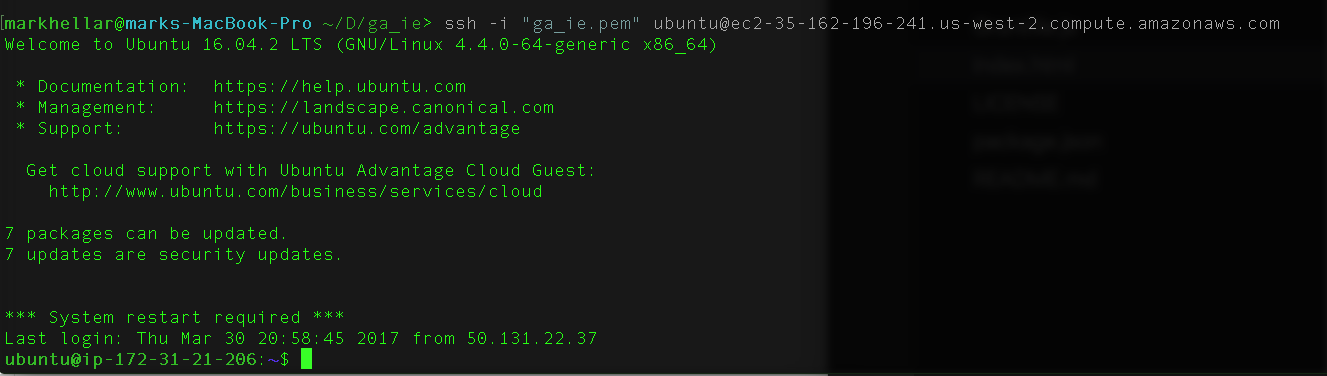 [markhellar@marks-MacBook-Pro ~/D/ga_ie> ssh -i "ga_ie.pem" ubuntu@ec2-35-162-196-241.us-west-2.compute.amazonaws.com
Welcome to Ubuntu 16.04.2 LTS (GNU/Linux 4.4.0-64-generic x86_64)
* Documentation: https://help.ubuntu.com
* Management: https://landscape.canonical.com
* Support: https://ubuntu.com/advantage
Get cloud support with Ubuntu Advantage Cloud Guest:
http://www.ubuntu.com/business/services/cloud
7 packages can be updated.
7 updates are security updates.
*** System restart required ***
Last login: Thu Mar 30 20:58:45 2017 from 50.131.22.37
ubuntu@ip-172-31-21-206:~$